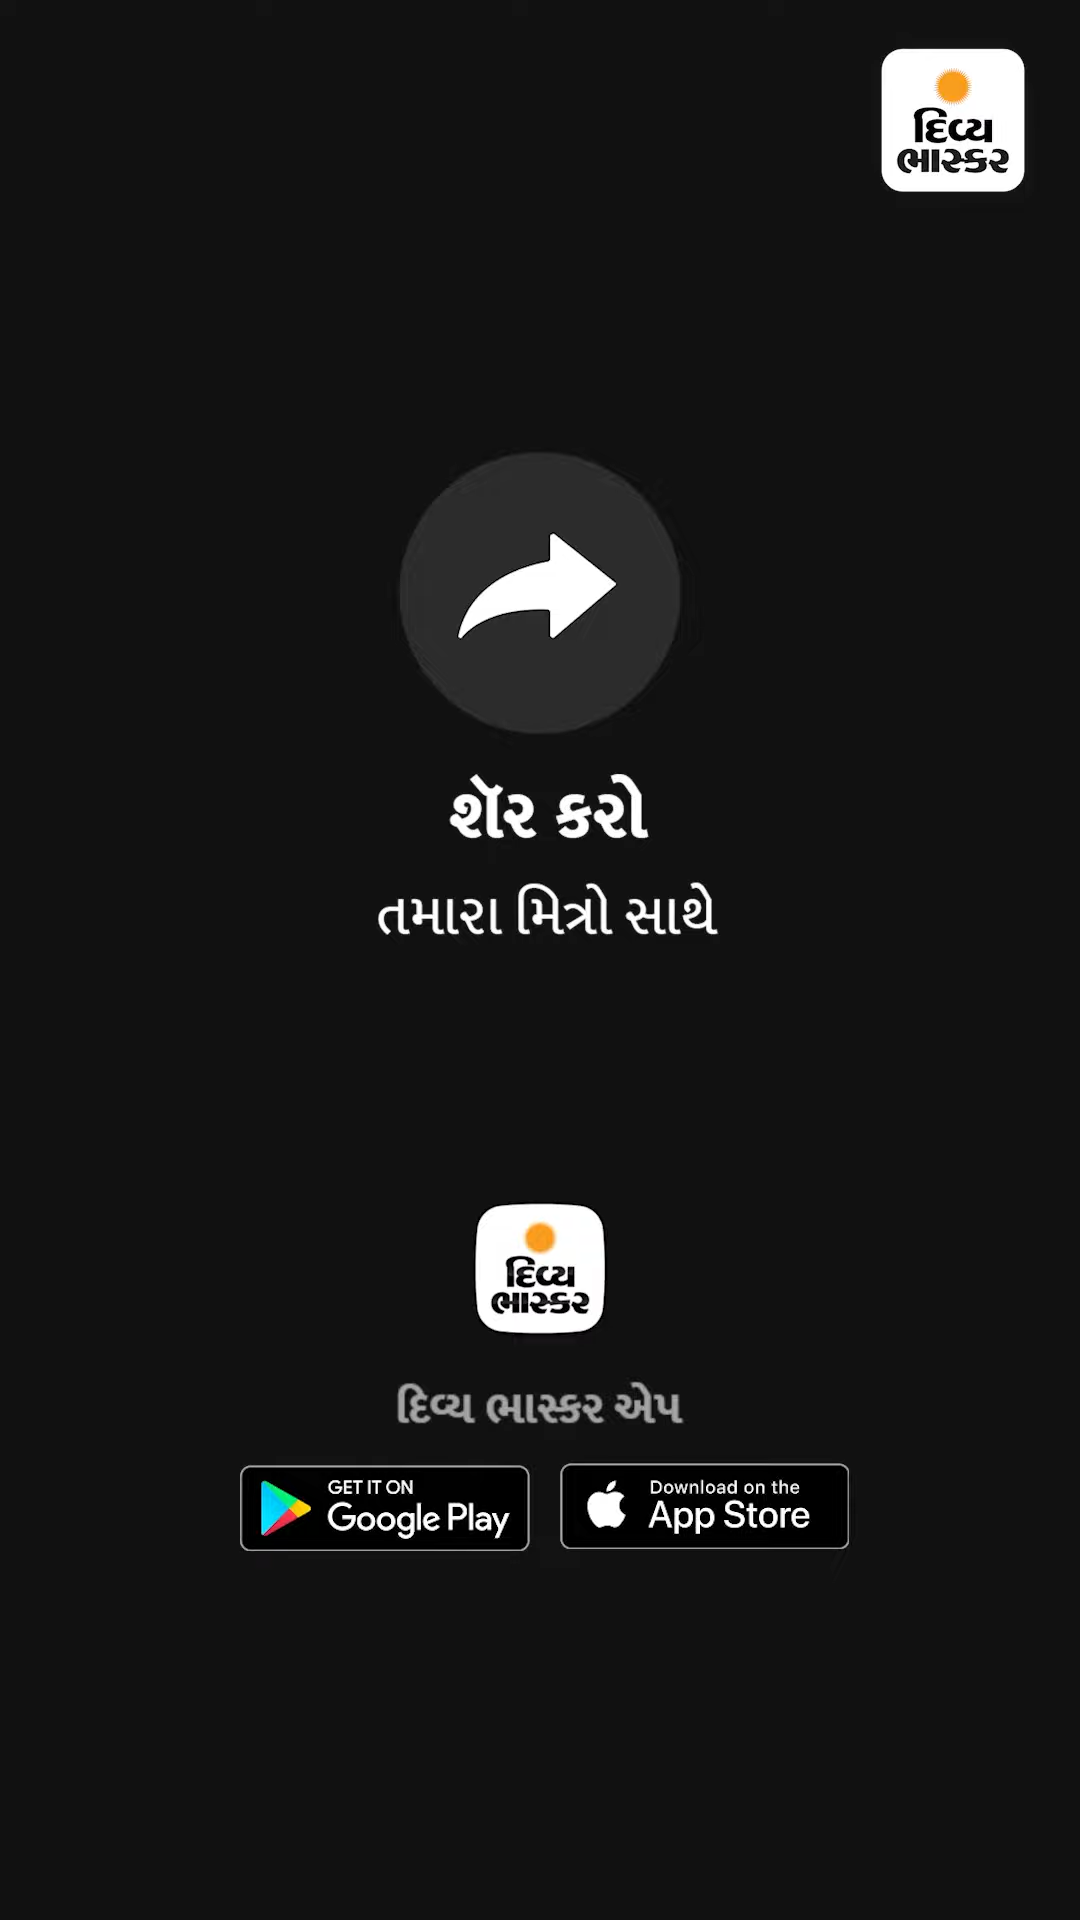 દિવ્ય
ભાસ્કર
શૅર કરો
તમારા મિત્રો સાથે
દિવ્ય
ભાસ્કર
દિવ્ય ભાસ્કર એપ
GET IT ON
Google Play
Download on the
App Store